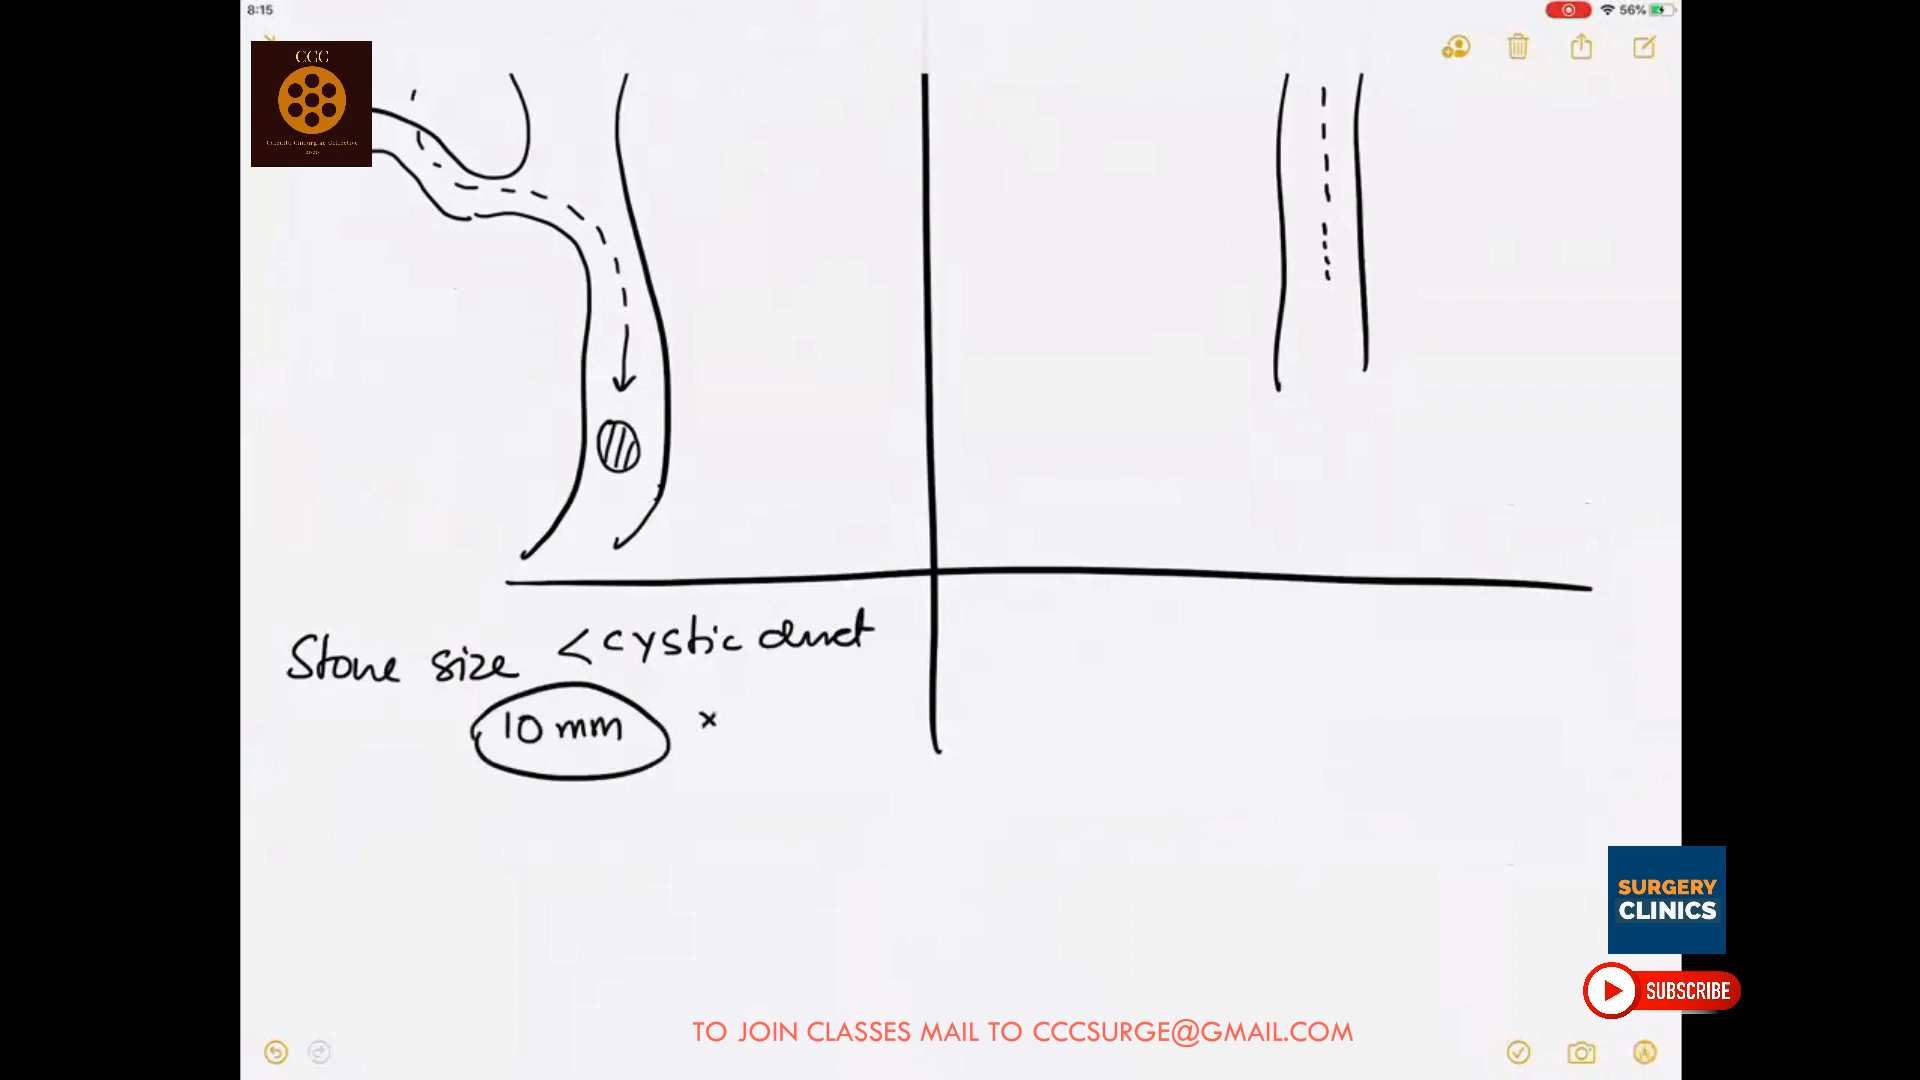 8:15
56%
CCC
2020
Stone size < cystic duct
10 mm ×
SURGERY
CLINICS
SUBSCRIBE
TO JOIN CLASSES MAIL TO CCCSURGE@GMAIL.COM